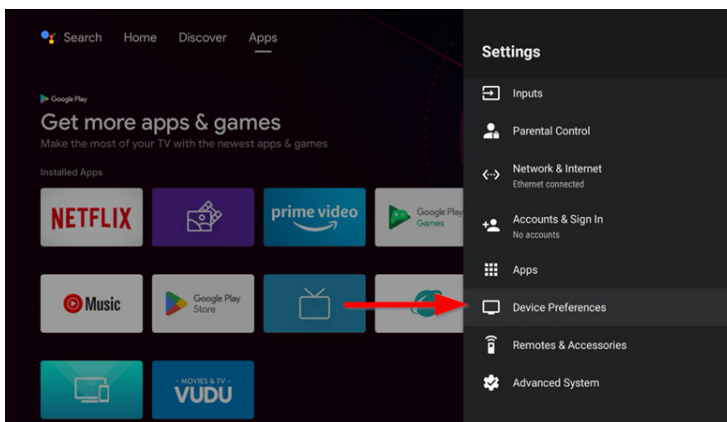 Search Home Discover Apps
Google Play
Get more apps & games
Make the most of your TV with the newest apps & games
Installed Apps
NETFLIX
prime video
Google Play
Games
Music
Google Play
Store
- MOVIES & TV -
VUDU
Settings
Inputs
Parental Control
Network & Internet
Ethernet connected
Accounts & Sign In
No accounts
Apps
Device Preferences
Remotes & Accessories
Advanced System